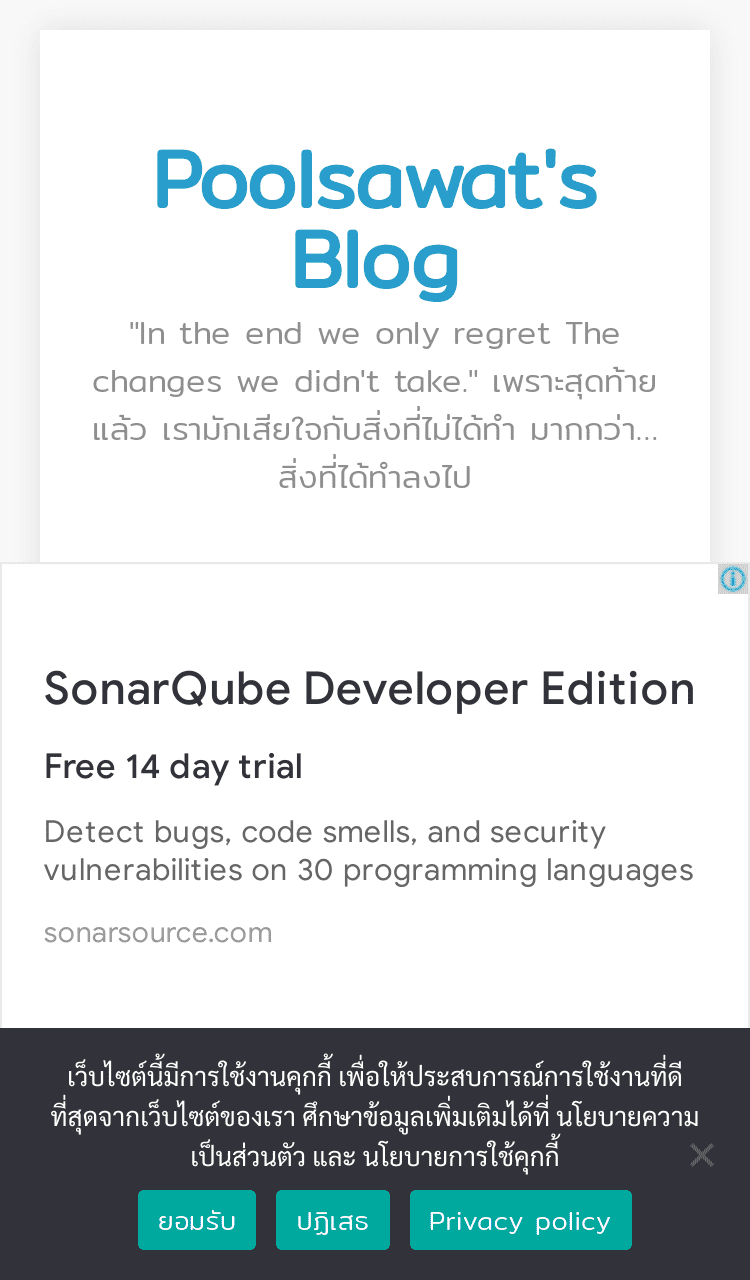 Poolsawat's
Blog
"In the end we only regret The
changes we didn't take." เพราะสุดท้าย
แล้ว เรามักเสียใจกับสิ่งที่ไม่ได้ทำ มากกว่า...
สิ่งที่ได้ทำลงไป
SonarQube Developer Edition
Free 14 day trial
Detect bugs, code smells, and security
vulnerabilities on 30 programming languages
sonarsource.com
เว็บไซต์นี้มีการใช้งานคุกกี้ เพื่อให้ประสบการณ์การใช้งานที่ดี
ที่สุดจากเว็บไซต์ของเรา ศึกษาข้อมูลเพิ่มเติมได้ที่ นโยบายความ
เป็นส่วนตัว และ นโยบายการใช้คุกกี้
ยอมรับ ปฏิเสธ Privacy policy